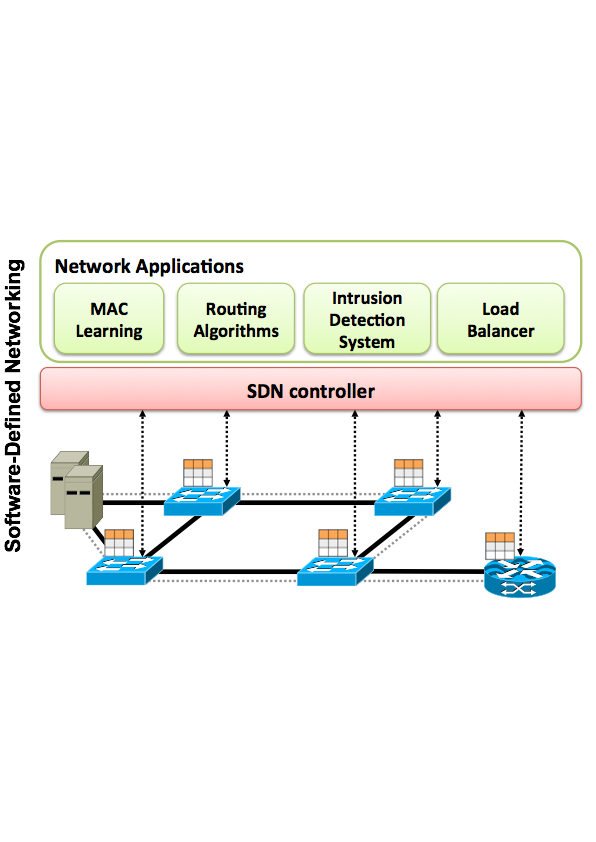 Software-Defined Networking
Network Applications
MAC
Learning
Routing
Algorithms
Intrusion
Detection
System
Load
Balancer
SDN controller